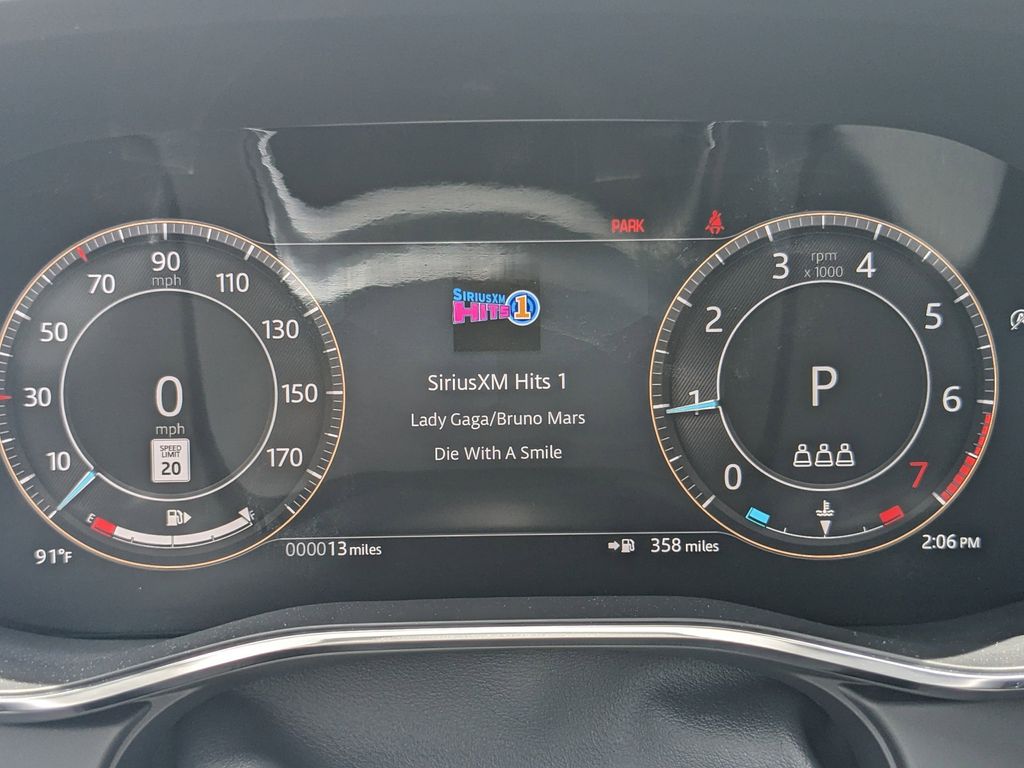 PARK
10
30
50
70
90
mph
110
130
150
170
0
mph
SPEED
LIMIT
20
E
F
91°F
SIRIUSXM
HITS 1
SiriusXM Hits 1
Lady Gaga/Bruno Mars
Die With A Smile
000013 miles
358 miles
0
1
2
3
4
5
6
7
rpm
x 1000
P
2:06 PM